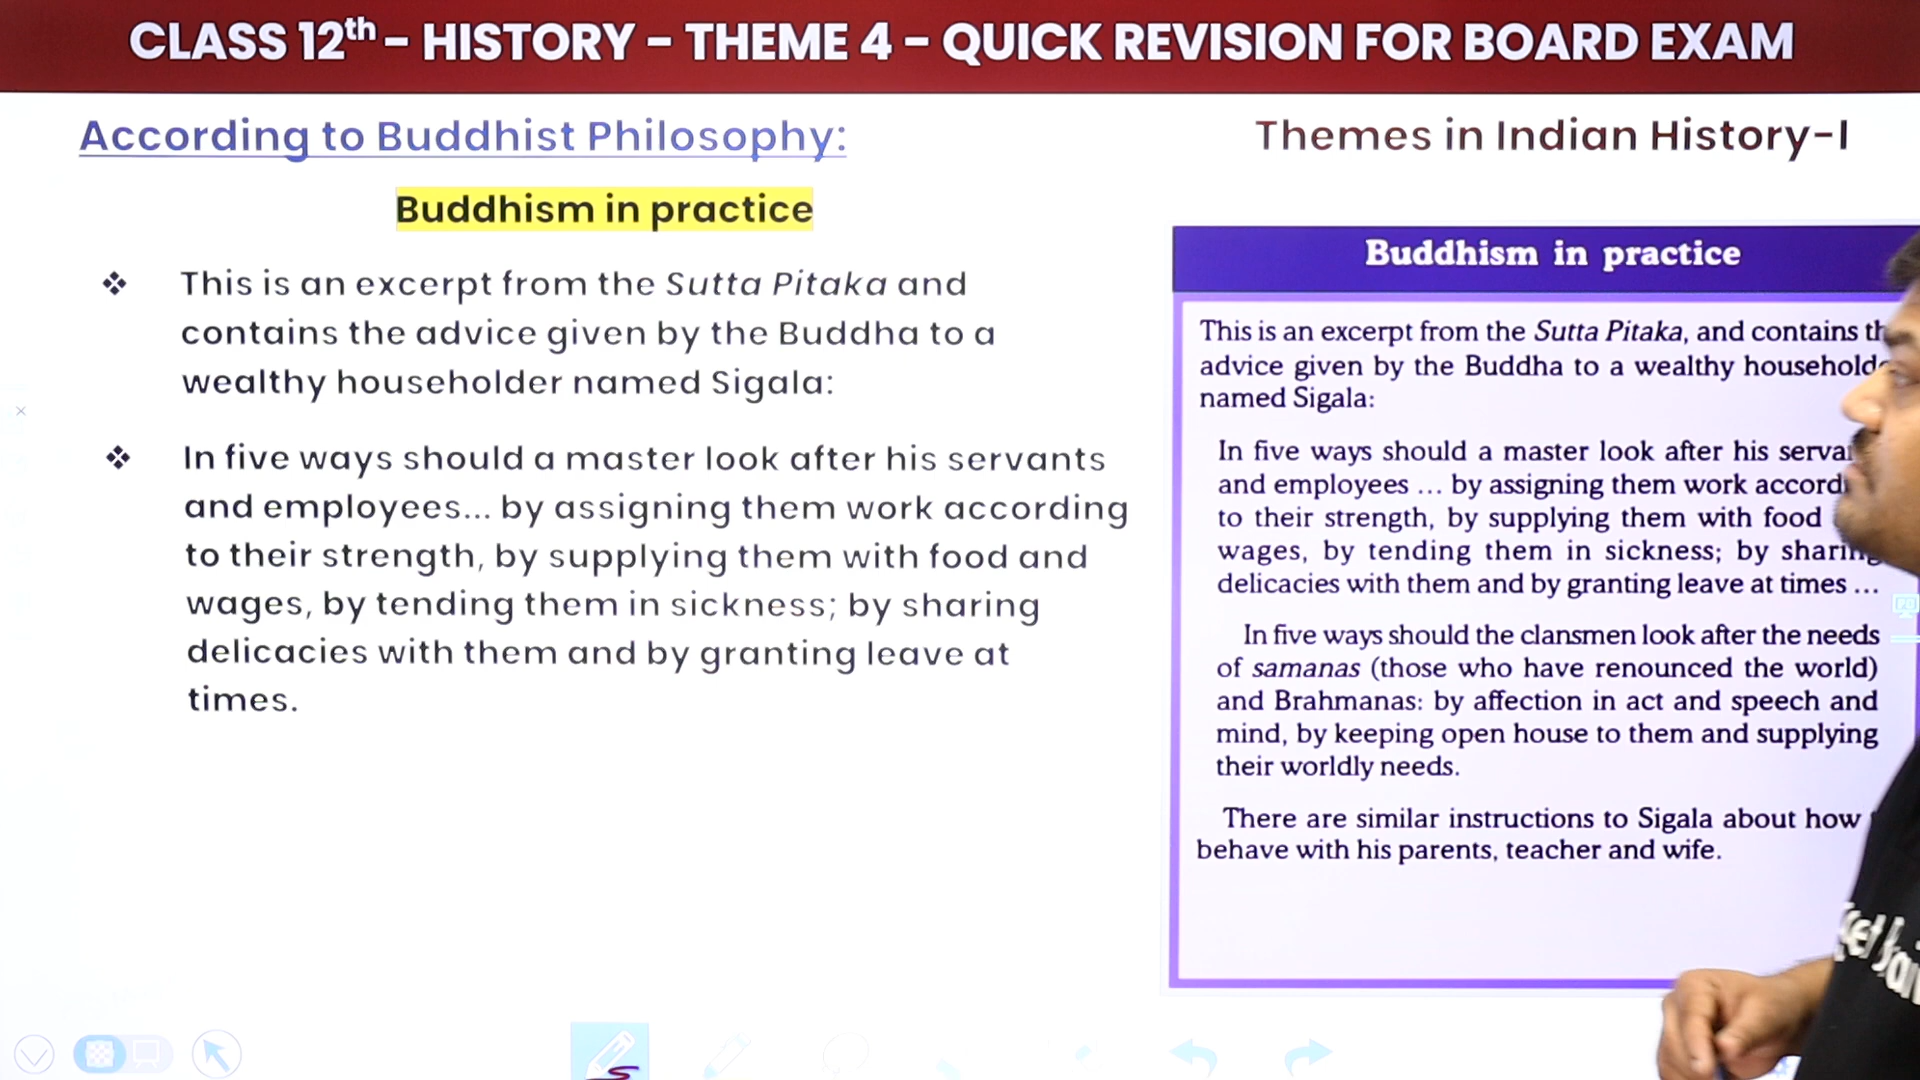 CLASS 12th – HISTORY – THEME 4 – QUICK REVISION FOR BOARD EXAM
According to Buddhist Philosophy:
Buddhism in practice
❖ This is an excerpt from the Sutta Pitaka and
contains the advice given by the Buddha to a
wealthy householder named Sigala:
❖ In five ways should a master look after his servants
and employees... by assigning them work according
to their strength, by supplying them with food and
wages, by tending them in sickness; by sharing
delicacies with them and by granting leave at
times.
Themes in Indian History-I
Buddhism in practice
This is an excerpt from the Sutta Pitaka, and contains
advice given by the Buddha to a wealthy
named Sigala:
In five ways should a master look after his
and employees ... by assigning them work
to their strength, by supplying them with food
wages, by tending them in sickness; by sharing
delicacies with them and by granting leave at times ...
In five ways should the clansmen look after the needs
of samanas (those who have renounced the world)
and Brahmanas: by affection in act and speech and
mind, by keeping open house to them and supplying
their worldly needs.
There are similar instructions to Sigala about how
behave with his parents, teacher and wife.